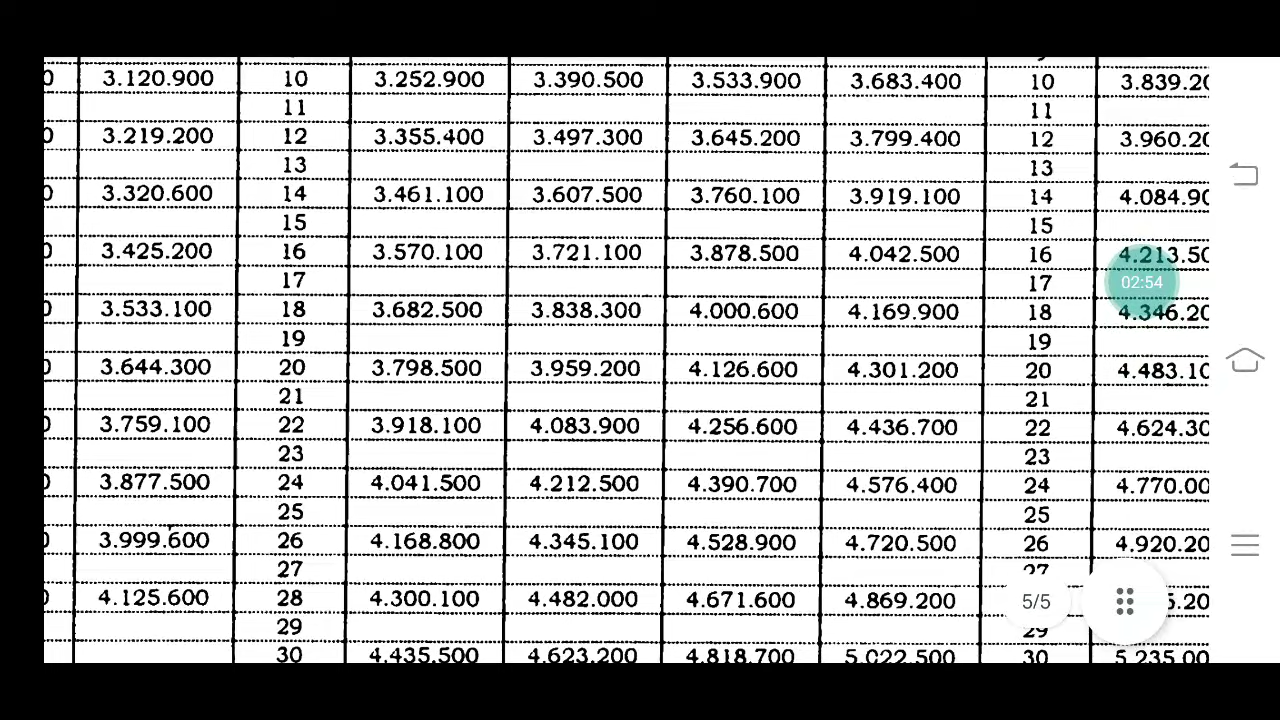 3.120.900 10 3.252.900 3.390.500 3.533.900 3.683.400 10
11 11
3.219.200 12 3.355.400 3.497.300 3.645.200 3.799.400 12
13 13
3.320.600 14 3.461.100 3.607.500 3.760.100 3.919.100 14
15 15
3.425.200 16 3.570.100 3.721.100 3.878.500 4.042.500 16
17 17 02:54
3.533.100 18 3.682.500 3.838.300 4.000.600 4.169.900 18
19 19
3.644.300 20 3.798.500 3.959.200 4.126.600 4.301.200 20
21 21
3.759.100 22 3.918.100 4.083.900 4.256.600 4.436.700 22
23 23
3.877.500 24 4.041.500 4.212.500 4.390.700 4.576.400 24
25 25
3.999.600 26 4.168.800 4.345.100 4.528.900 4.720.500 26
27 27
4.125.600 28 4.300.100 4.482.000 4.671.600 4.869.200 5/5
29 29
30 4.435.500 4.623.200 4.818.700 5.022.500 30